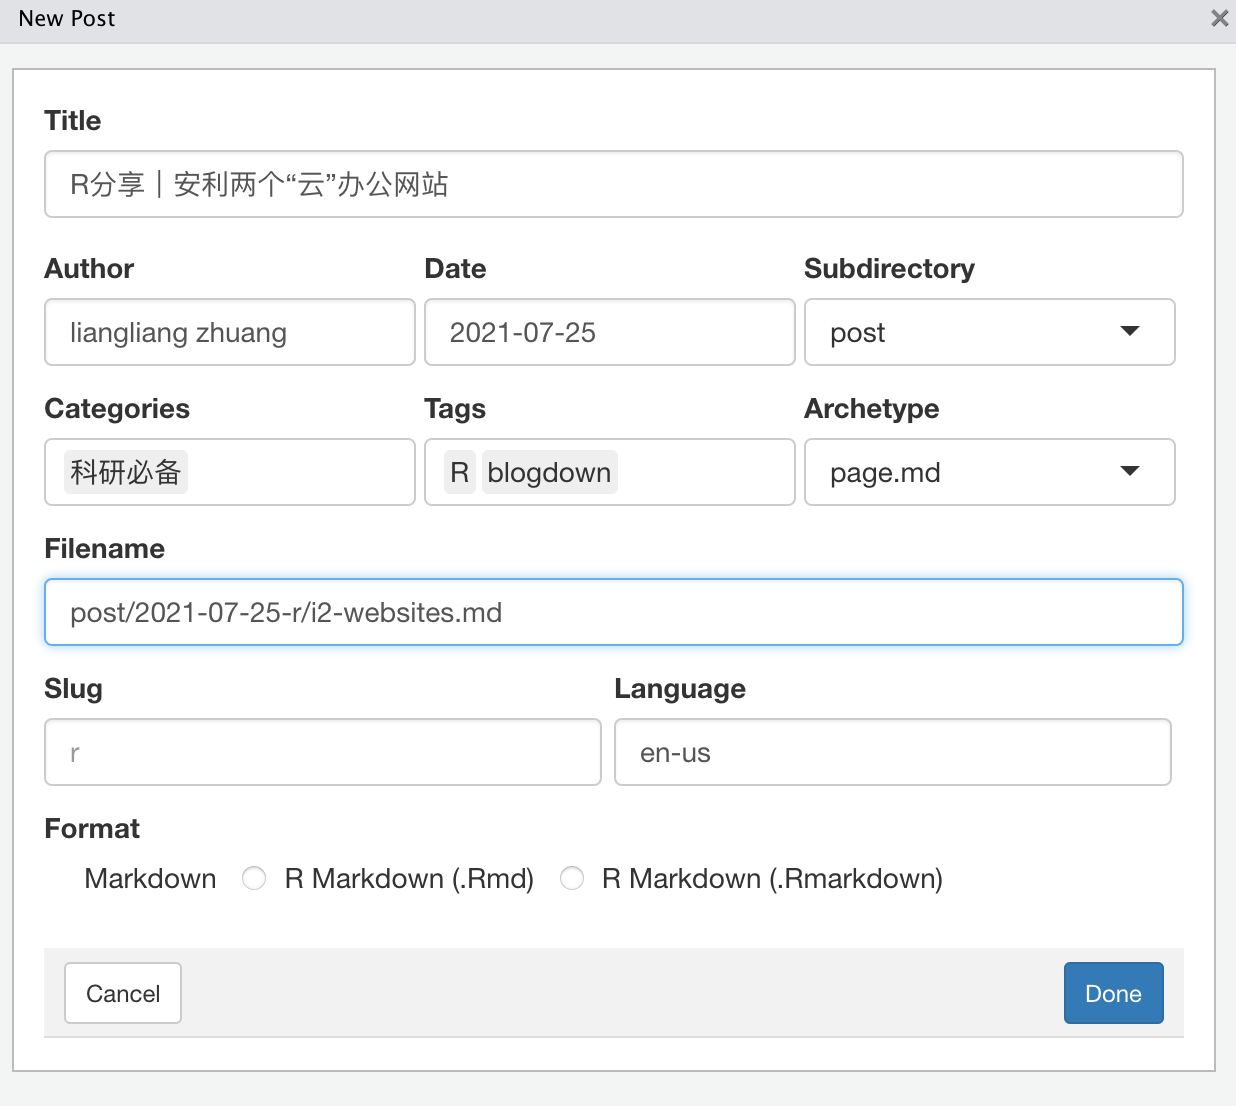 New Post
Title
R分享｜安利两个“云”办公网站
Author Date Subdirectory
liangliang zhuang 2021-07-25 post
Categories Tags Archetype
科研必备 R blogdown page.md
Filename
post/2021-07-25-r/i2-websites.md
Slug Language
r en-us
Format
Markdown R Markdown (.Rmd) R Markdown (.Rmarkdown)
Cancel Done